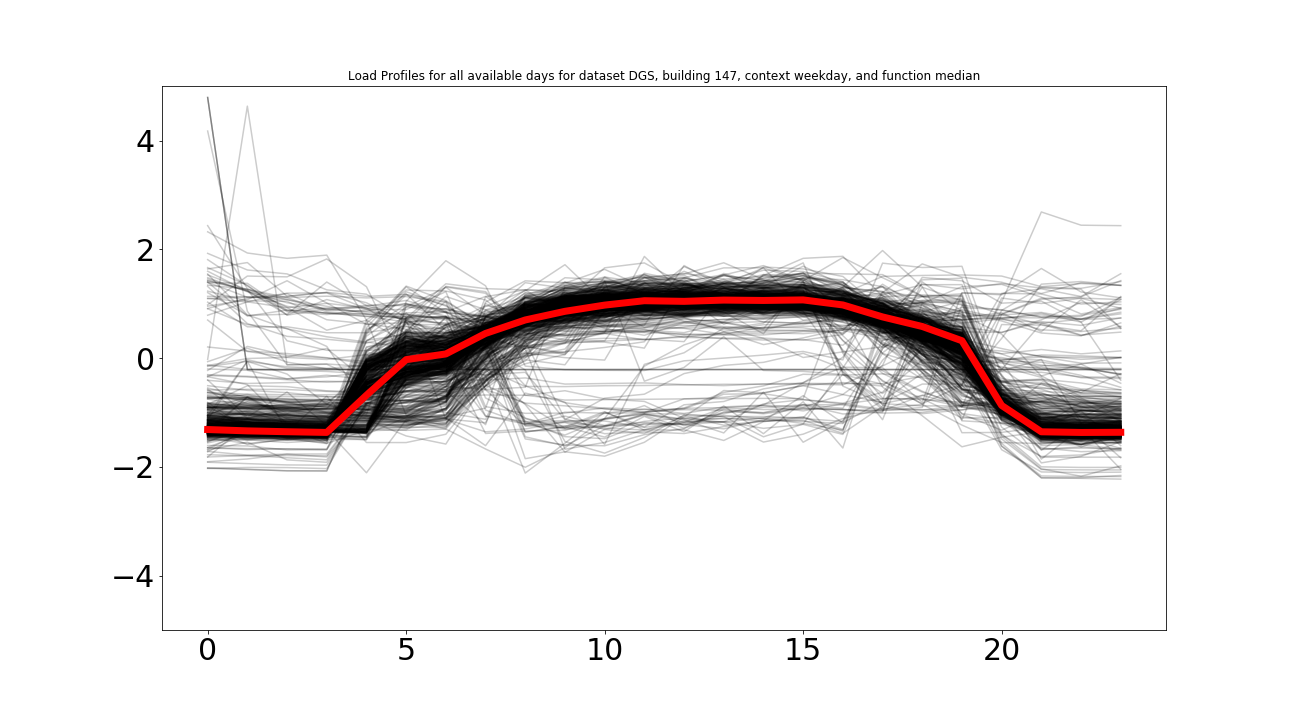 Load Profiles for all available days for dataset DGS, building 147, context weekday, and function median
4
2
0
−2
−4
0 5 10 15 20